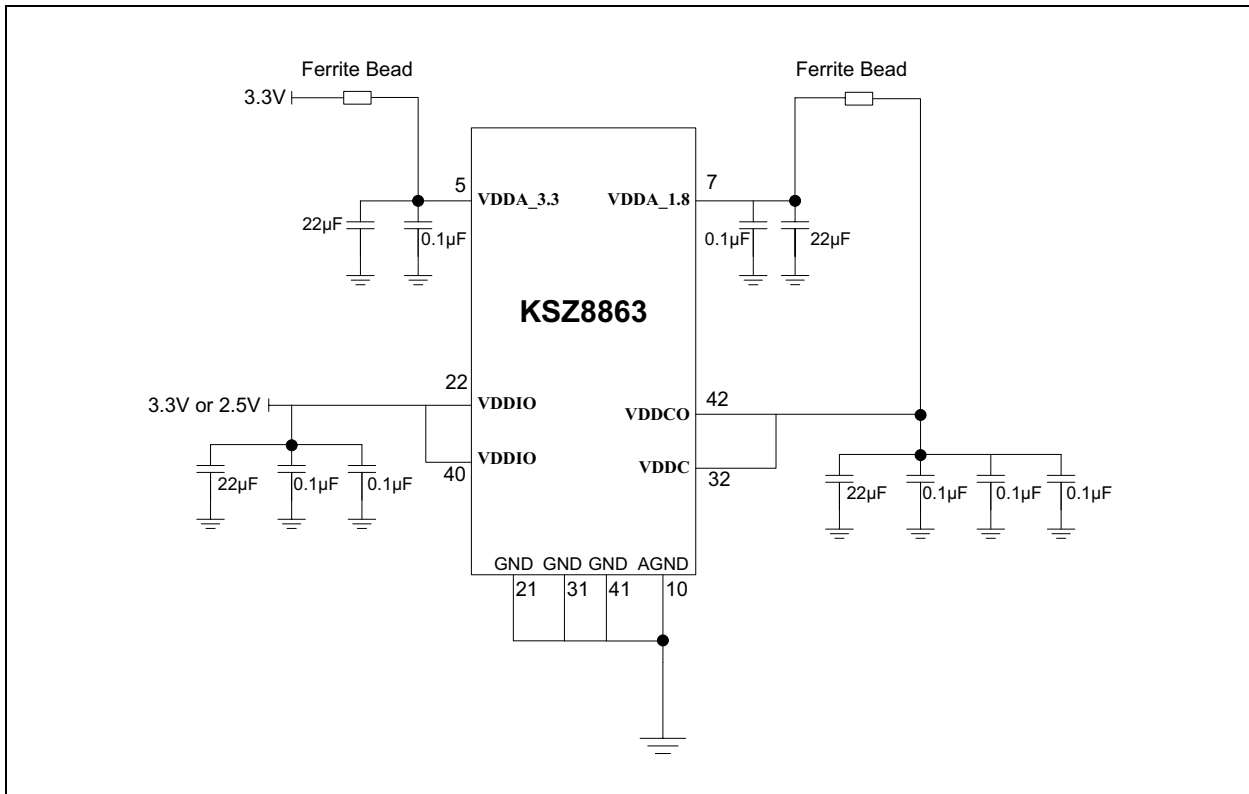 Ferrite Bead
Ferrite Bead
3.3V
5
VDDA_3.3
VDDA_1.8
7
22µF
0.1µF
0.1µF
22µF
KSZ8863
22
3.3V or 2.5V
VDDIO
VDDCO
42
VDDIO
40
VDDC
32
22µF
0.1µF
0.1µF
22µF
0.1µF
0.1µF
0.1µF
GND
GND
GND
AGND
21
31
41
10